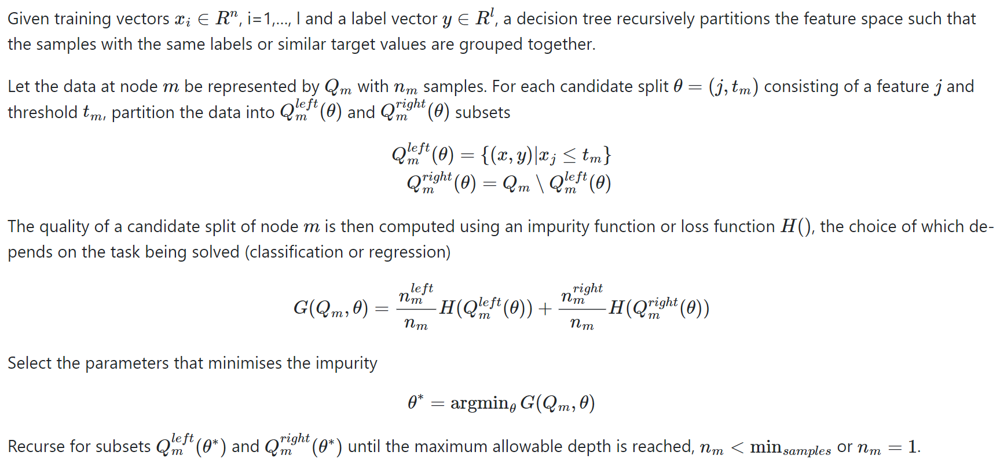 Given training vectors $x_i \in R^n$, i=1,..., l and a label vector $y \in R^l$, a decision tree recursively partitions the feature space such that
the samples with the same labels or similar target values are grouped together.
Let the data at node $m$ be represented by $Q_m$ with $n_m$ samples. For each candidate split $\theta = (j, t_m)$ consisting of a feature $j$ and
threshold $t_m$, partition the data into $Q_m^{left}(\theta)$ and $Q_m^{right}(\theta)$ subsets
$Q_m^{left}(\theta) = \{(x, y)|x_j \leq t_m\}$
$Q_m^{right}(\theta) = Q_m \setminus Q_m^{left}(\theta)$
The quality of a candidate split of node $m$ is then computed using an impurity function or loss function $H()$, the choice of which de-
pends on the task being solved (classification or regression)
$G(Q_m, \theta) = \frac{n_m^{left}}{n_m} H(Q_m^{left}(\theta)) + \frac{n_m^{right}}{n_m} H(Q_m^{right}(\theta))$
Select the parameters that minimises the impurity
$\theta^* = \operatorname{argmin}_\theta G(Q_m, \theta)$
Recurse for subsets $Q_m^{left}(\theta^*)$ and $Q_m^{right}(\theta^*)$ until the maximum allowable depth is reached, $n_m < \min_{samples}$ or $n_m = 1$.